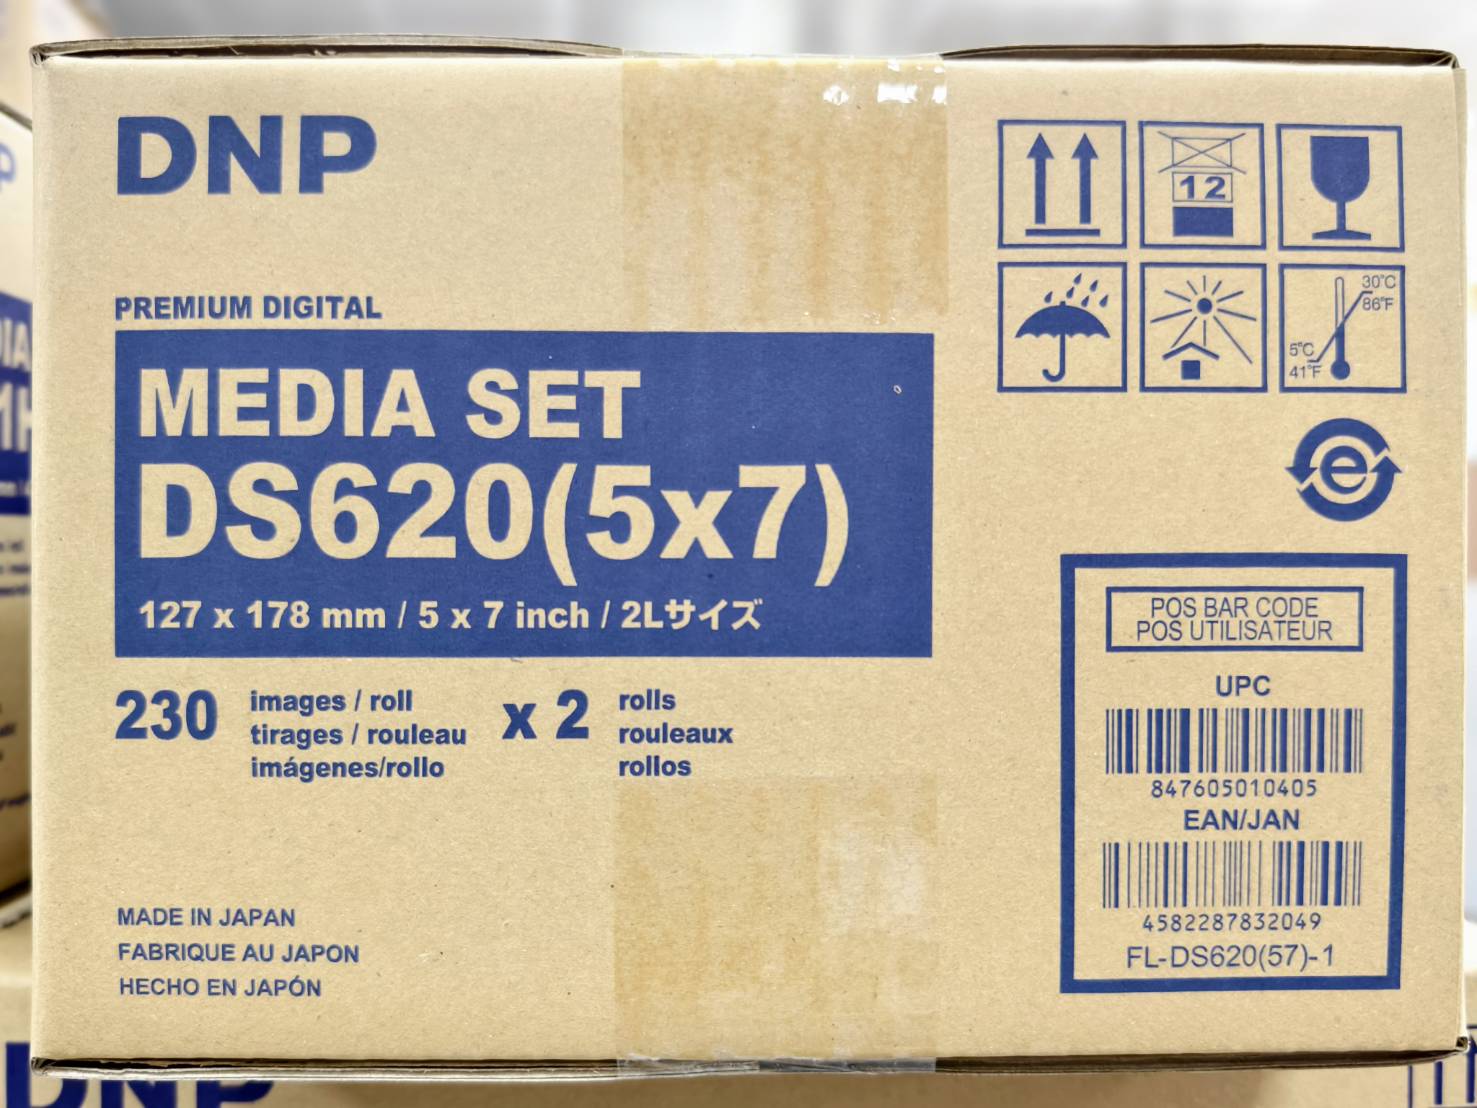 DNP
12
30°C
86°F
5°C
41°F
PREMIUM DIGITAL
MEDIA SET
DS620(5x7)
127 x 178 mm / 5 x 7 inch / 2Lサイズ
e
230 images / roll x 2 rolls
tirages / rouleau rouleaux
imágenes/rollo rollos
POS BAR CODE
POS UTILISATEUR
UPC
847605010405
EAN/JAN
4582287832049
FL-DS620(57)-1
MADE IN JAPAN
FABRIQUE AU JAPON
HECHO EN JAPÓN
DNP